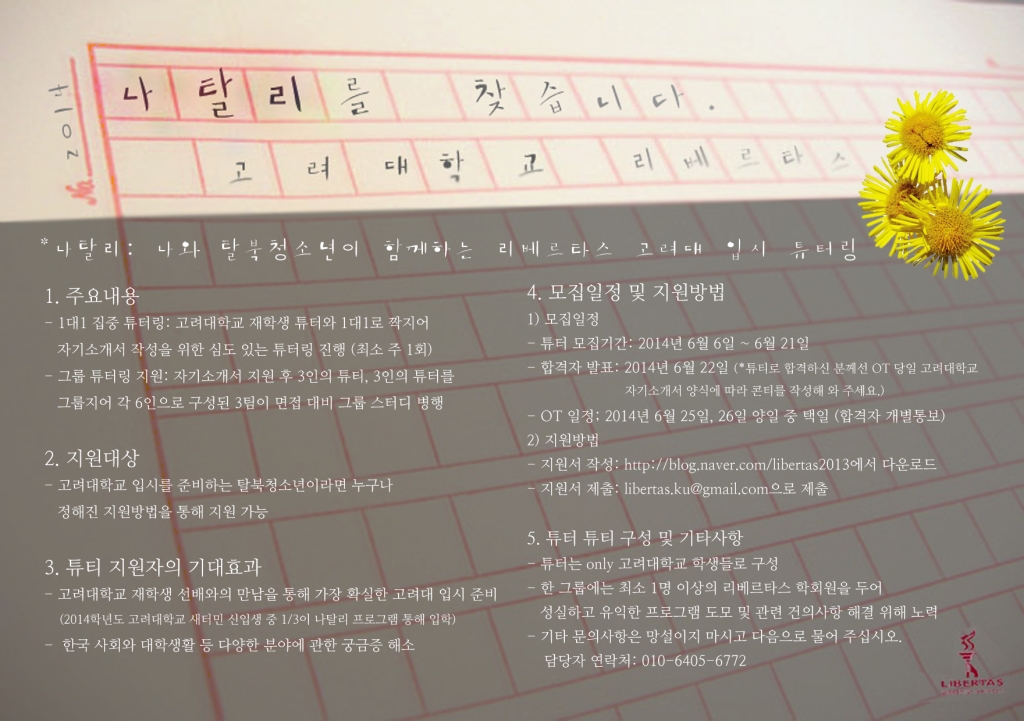 No. 2014
나탈리를 찾습니다.
고려대학교 리베르타스
*나탈리: 나와 탈북청소년이 함께하는 리베르타스 고려대 입시 튜터링
1. 주요내용
- 1대1 집중 튜터링: 고려대학교 재학생 튜터와 1대1로 짝지어
자기소개서 작성을 위한 심도 있는 튜터링 진행 (최소 주 1회)
- 그룹 튜터링 지원: 자기소개서 지원 후 3인의 튜티, 3인의 튜터를
그룹지어 각 6인으로 구성된 3팀이 면접 대비 그룹 스터디 병행
2. 지원대상
- 고려대학교 입시를 준비하는 탈북청소년이라면 누구나
정해진 지원방법을 통해 지원 가능
3. 튜티 지원자의 기대효과
- 고려대학교 재학생 선배와의 만남을 통해 가장 확실한 고려대 입시 준비
(2014학년도 고려대학교 새터민 신입생 중 1/3이 나탈리 프로그램 통해 입학)
- 한국 사회와 대학생활 등 다양한 분야에 관한 궁금증 해소
4. 모집일정 및 지원방법
1) 모집일정
- 튜터 모집기간: 2014년 6월 6일 ~ 6월 21일
- 합격자 발표: 2014년 6월 22일 (*튜티로 합격하신 분께선 OT 당일 고려대학교
자기소개서 양식에 따라 콘티를 작성해 와 주세요.)
- OT 일정: 2014년 6월 25일, 26일 양일 중 택일 (합격자 개별통보)
2) 지원방법
- 지원서 작성: http://blog.naver.com/libertas2013에서 다운로드
- 지원서 제출: libertas.ku@gmail.com으로 제출
5. 튜터 튜티 구성 및 기타사항
- 튜터는 only 고려대학교 학생들로 구성
- 한 그룹에는 최소 1명 이상의 리베르타스 학회원을 두어
성실하고 유익한 프로그램 도모 및 관련 건의사항 해결 위해 노력
- 기타 문의사항은 망설이지 마시고 다음으로 물어 주십시오.
담당자 연락처: 010-6405-6772
LIBERTAS